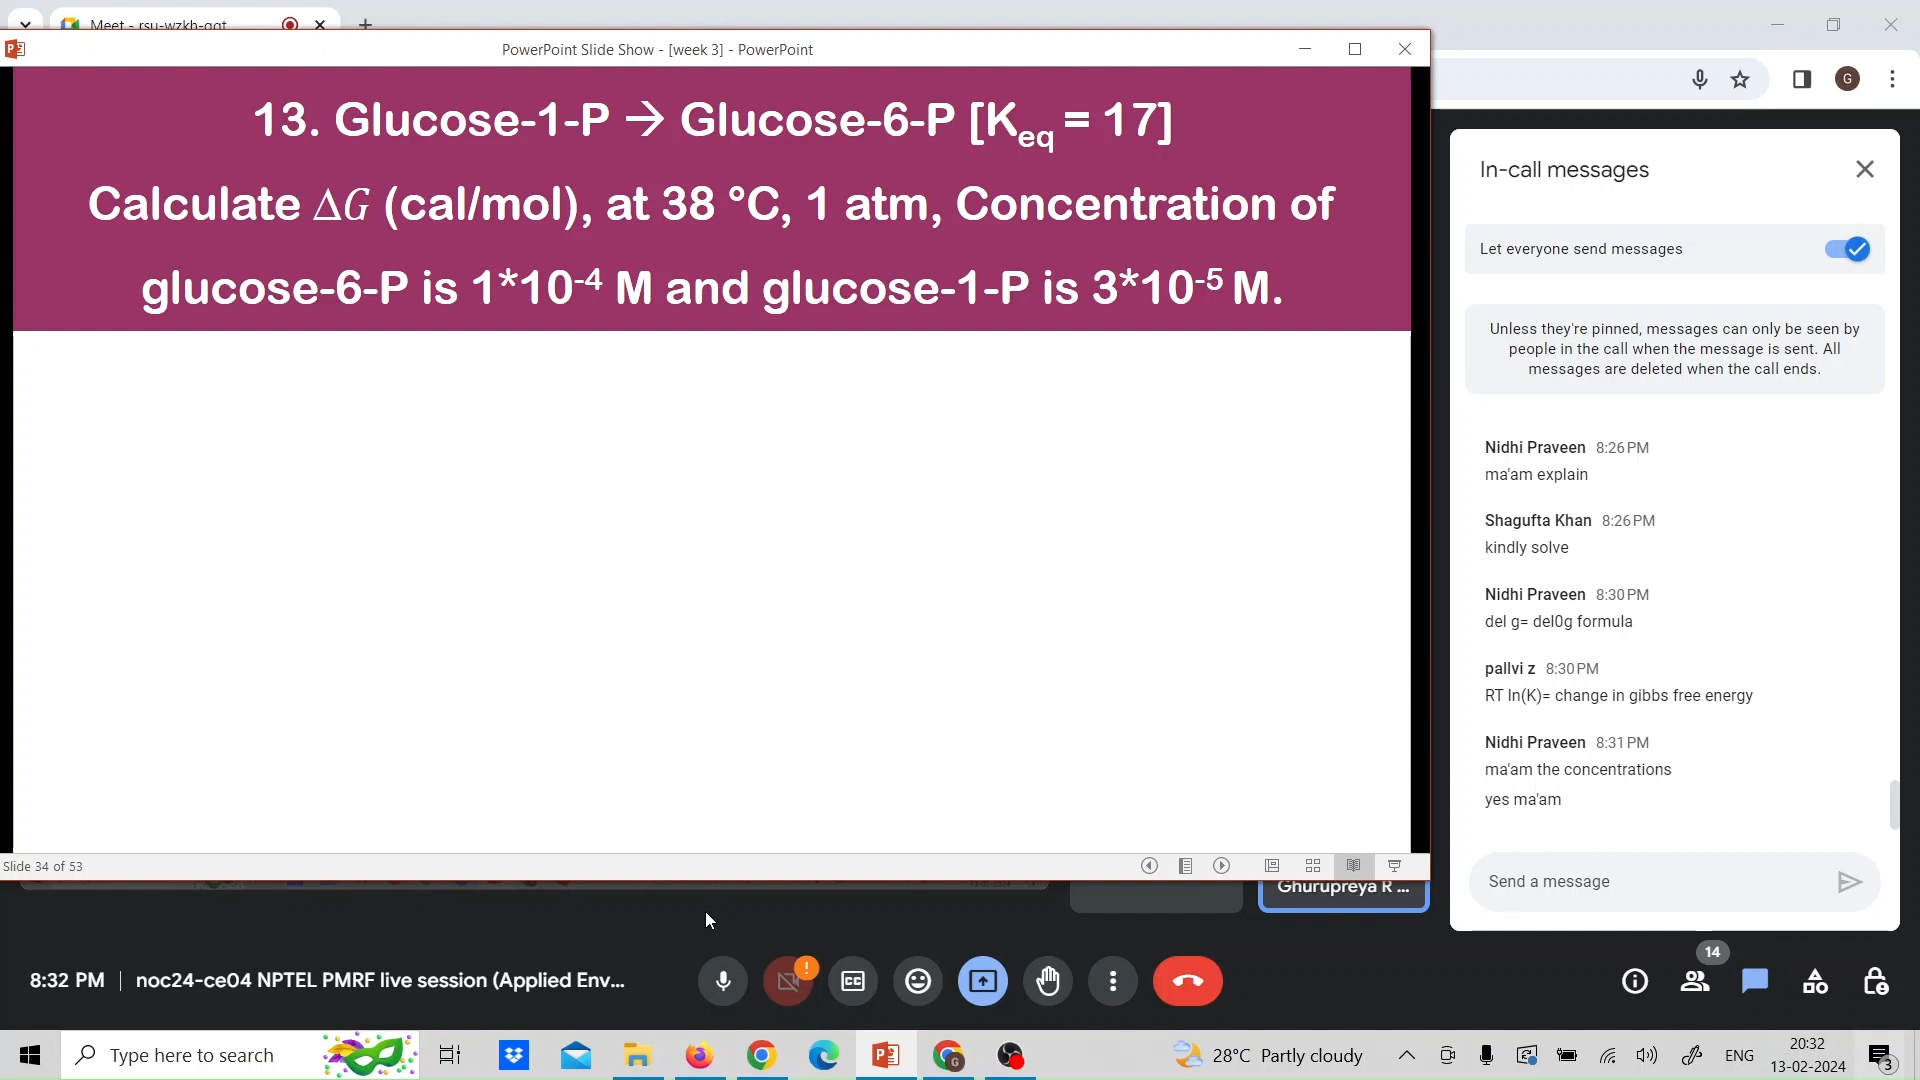 Meet - rsu-wzkh-qgt
PowerPoint Slide Show - [week 3] - PowerPoint
13. Glucose-1-P → Glucose-6-P [Keq = 17]
Calculate ΔG (cal/mol), at 38 °C, 1 atm, Concentration of
glucose-6-P is 1*10-4 M and glucose-1-P is 3*10-5 M.
Slide 34 of 53
G
In-call messages
Let everyone send messages
Unless they're pinned, messages can only be seen by
people in the call when the message is sent. All
messages are deleted when the call ends.
Nidhi Praveen 8:26 PM
ma'am explain
Shagufta Khan 8:26 PM
kindly solve
Nidhi Praveen 8:30 PM
del g= del0g formula
pallvi z 8:30 PM
RT ln(K)= change in gibbs free energy
Nidhi Praveen 8:31 PM
ma'am the concentrations
yes ma'am
Send a message
Ghurupreya R ...
8:32 PM | noc24-ce04 NPTEL PMRF live session (Applied Env...
14
Type here to search
28°C Partly cloudy
ENG
20:32
13-02-2024
3